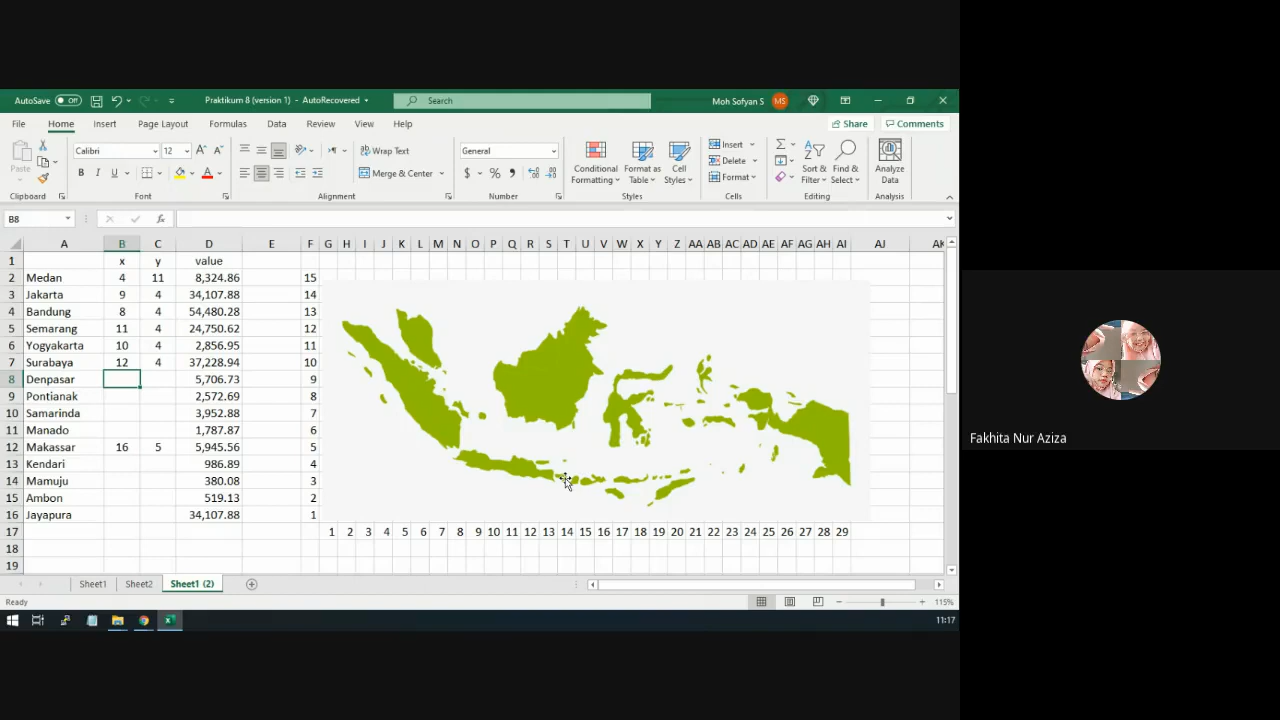 AutoSave Off Praktikum 8 (version 1) - AutoRecovered Search Moh Sofyan S MS
File Home Insert Page Layout Formulas Data Review View Help Share Comments
Paste Calibri 12 A A Wrap Text General Conditional Formatting Format as Table Cell Styles Insert Sort & Filter Find & Select Analyze Data
B I U A Merge & Center $ % Delete
Format
Clipboard Font Alignment Number Styles Cells Editing Analysis
B8 fx
A B C D E F G H I J K L M N O P Q R S T U V W X Y Z AA AB AC AD AE AF AG AH AI AJ AK
1 x y value
2 Medan 4 11 8,324.86 15
3 Jakarta 9 4 34,107.88 14
4 Bandung 8 4 54,480.28 13
5 Semarang 11 4 24,750.62 12
6 Yogyakarta 10 4 2,856.95 11
7 Surabaya 12 4 37,228.94 10
8 Denpasar 5,706.73 9
9 Pontianak 2,572.69 8
10 Samarinda 3,952.88 7
11 Manado 1,787.87 6
12 Makassar 16 5 5,945.56 5
13 Kendari 986.89 4
14 Mamuju 380.08 3
15 Ambon 519.13 2
16 Jayapura 34,107.88 1
17 1 2 3 4 5 6 7 8 9 10 11 12 13 14 15 16 17 18 19 20 21 22 23 24 25 26 27 28 29
18
19
Sheet1 Sheet2 Sheet1 (2)
Ready 115%
11:17
Fakhita Nur Aziza